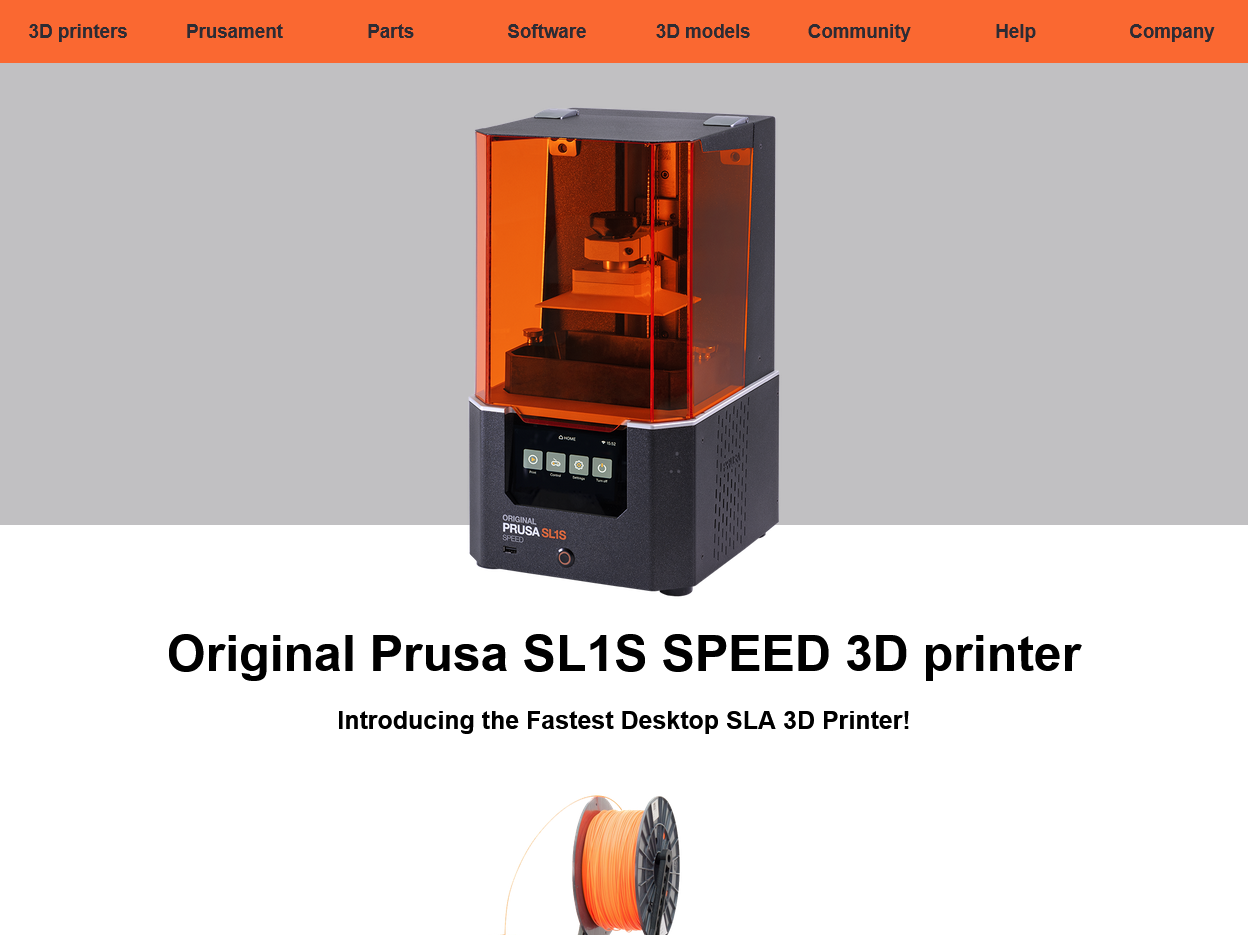 3D printers Prusament Parts Software 3D models Community Help Company
HOME 15:52
Print Control Settings Turn off
ORIGINAL
PRUSA SL1S
SPEED
Original Prusa SL1S SPEED 3D printer
Introducing the Fastest Desktop SLA 3D Printer!